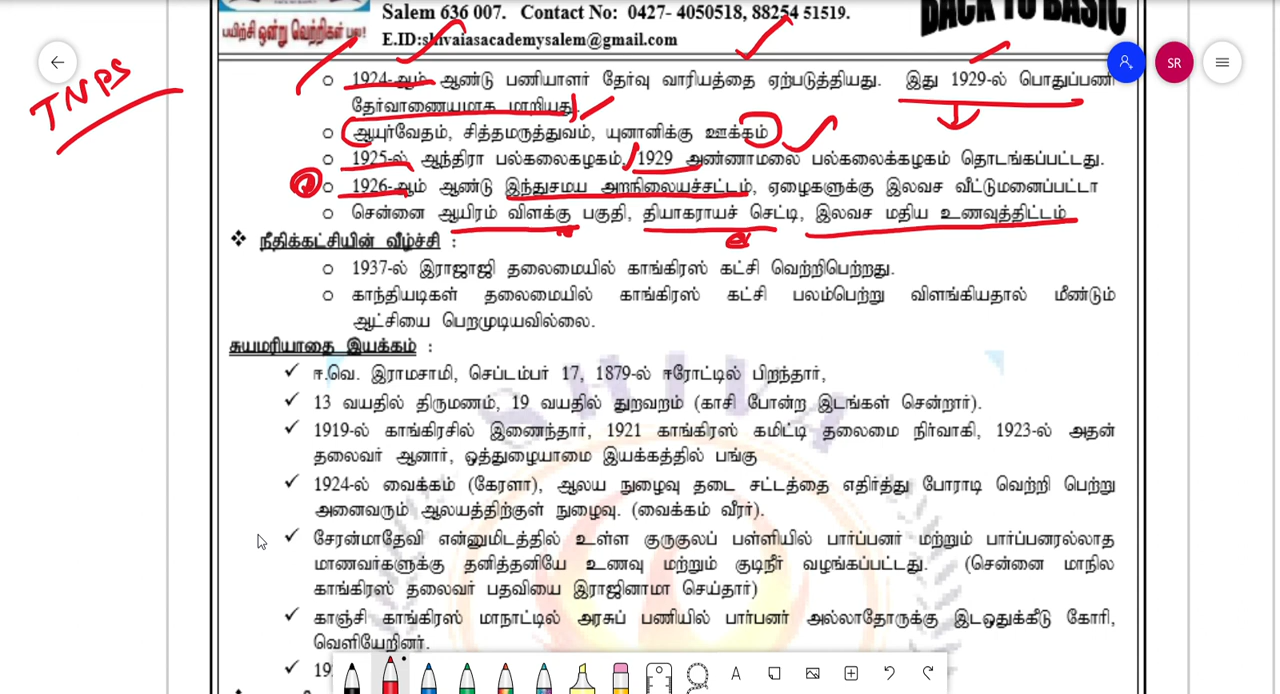 Salem 636 007. Contact No: 0427- 4050518, 88254 51519.
BACK TO BASIC
பயிற்சி ஒன்று வெற்றிகள் பல!
E.ID:shivaiasacademysalem@gmail.com
SR
TNPS
o 1924-ஆம் ஆண்டு பணியாளர் தேர்வு வாரியத்தை ஏற்படுத்தியது. இது 1929-ல் பொதுப்பணி
தேர்வாணையமாக மாறியது.
o ஆயுர்வேதம், சித்தமருத்துவம், யுனானிக்கு ஊக்கம்
o 1925-ல் ஆந்திரா பல்கலைகழகம், 1929 அண்ணாமலை பல்கலைக்கழகம் தொடங்கப்பட்டது.
o 1926-ஆம் ஆண்டு இந்துசமய அறநிலையச்சட்டம், ஏழைகளுக்கு இலவச வீட்டுமனைப்பட்டா
o சென்னை ஆயிரம் விளக்கு பகுதி, தியாகராயச் செட்டி, இலவச மதிய உணவுத்திட்டம்
❖ நீதிக்கட்சியின் வீழ்ச்சி :
o 1937-ல் இராஜாஜி தலைமையில் காங்கிரஸ் கட்சி வெற்றிபெற்றது.
o காந்தியடிகள் தலைமையில் காங்கிரஸ் கட்சி பலம்பெற்று விளங்கியதால் மீண்டும்
ஆட்சியை பெறமுடியவில்லை.
சுயமரியாதை இயக்கம் :
✓ ஈ.வெ. இராமசாமி, செப்டம்பர் 17, 1879-ல் ஈரோட்டில் பிறந்தார்,
✓ 13 வயதில் திருமணம், 19 வயதில் துறவறம் (காசி போன்ற இடங்கள் சென்றார்).
✓ 1919-ல் காங்கிரசில் இணைந்தார், 1921 காங்கிரஸ் கமிட்டி தலைமை நிர்வாகி, 1923-ல் அதன்
தலைவர் ஆனார், ஒத்துழையாமை இயக்கத்தில் பங்கு
✓ 1924-ல் வைக்கம் (கேரளா), ஆலய நுழைவு தடை சட்டத்தை எதிர்த்து போராடி வெற்றி பெற்று
அனைவரும் ஆலயத்திற்குள் நுழைவு. (வைக்கம் வீரர்).
✓ சேரன்மாதேவி என்னுமிடத்தில் உள்ள குருகுலப் பள்ளியில் பார்ப்பனர் மற்றும் பார்ப்பனரல்லாத
மாணவர்களுக்கு தனித்தனியே உணவு மற்றும் குடிநீர் வழங்கப்பட்டது. (சென்னை மாநில
காங்கிரஸ் தலைவர் பதவியை இராஜினாமா செய்தார்)
✓ காஞ்சி காங்கிரஸ் மாநாட்டில் அரசுப் பணியில் பார்பனர் அல்லாதோருக்கு இடஒதுக்கீடு கோரி,
வெளியேறினர்.
SHIVA